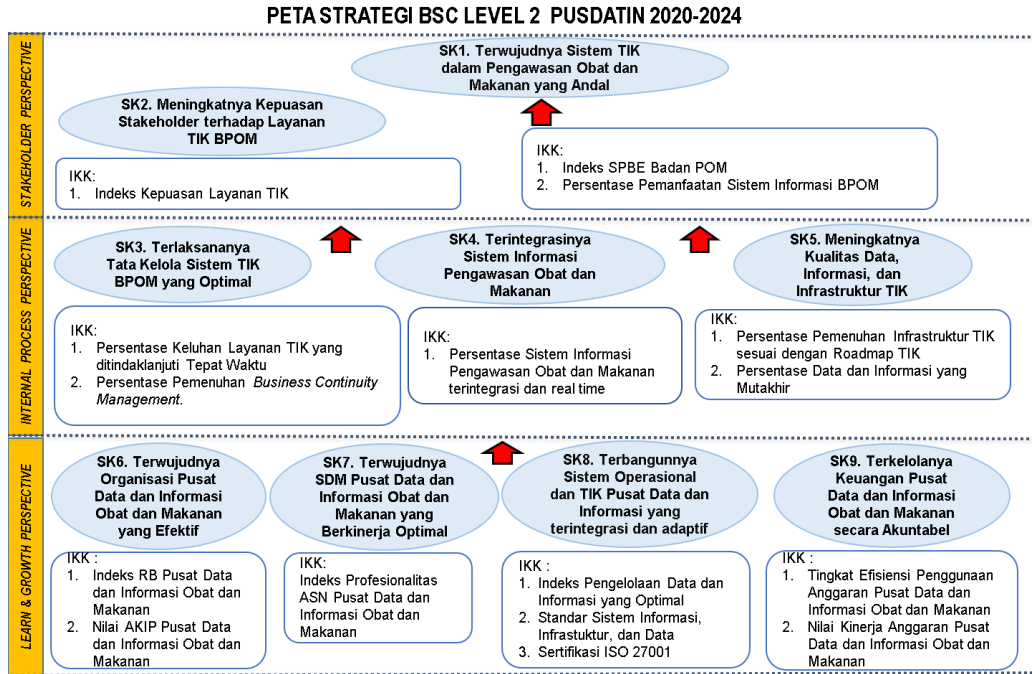 PETA STRATEGI BSC LEVEL 2 PUSDATIN 2020-2024
STAKEHOLDER PERSPECTIVE
SK1. Terwujudnya Sistem TIK
dalam Pengawasan Obat dan
Makanan yang Andal
SK2. Meningkatnya Kepuasan
Stakeholder terhadap Layanan
TIK BPOM
IKK:
1. Indeks Kepuasan Layanan TIK
IKK:
1. Indeks SPBE Badan POM
2. Persentase Pemanfaatan Sistem Informasi BPOM
INTERNAL PROCESS PERSPECTIVE
SK3. Terlaksananya
Tata Kelola Sistem TIK
BPOM yang Optimal
IKK:
1. Persentase Keluhan Layanan TIK yang
ditindaklanjuti Tepat Waktu
2. Persentase Pemenuhan Business Continuity
Management.
SK4. Terintegrasinya
Sistem Informasi
Pengawasan Obat dan
Makanan
IKK:
1. Persentase Sistem Informasi
Pengawasan Obat dan Makanan
terintegrasi dan real time
SK5. Meningkatnya
Kualitas Data,
Informasi, dan
Infrastruktur TIK
IKK:
1. Persentase Pemenuhan Infrastruktur TIK
sesuai dengan Roadmap TIK
2. Persentase Data dan Informasi yang
Mutakhir
LEARN & GROWTH PERSPECTIVE
SK6. Terwujudnya
Organisasi Pusat
Data dan Informasi
Obat dan Makanan
yang Efektif
IKK :
1. Indeks RB Pusat Data
dan Informasi Obat dan
Makanan
2. Nilai AKIP Pusat Data
dan Informasi Obat dan
Makanan
SK7. Terwujudnya
SDM Pusat Data dan
Informasi Obat dan
Makanan yang
Berkinerja Optimal
IKK:
Indeks Profesionalitas
ASN Pusat Data dan
Informasi Obat dan
Makanan
SK8. Terbangunnya
Sistem Operasional
dan TIK Pusat Data dan
Informasi yang
terintegrasi dan adaptif
IKK:
1. Indeks Pengelolaan Data dan
Informasi yang Optimal
2. Standar Sistem Informasi,
Infrastuktur, dan Data
3. Sertifikasi ISO 27001
SK9. Terkelolanya
Keuangan Pusat
Data dan Informasi
Obat dan Makanan
secara Akuntabel
IKK :
1. Tingkat Efisiensi Penggunaan
Anggaran Pusat Data dan
Informasi Obat dan Makanan
2. Nilai Kinerja Anggaran Pusat
Data dan Informasi Obat dan
Makanan